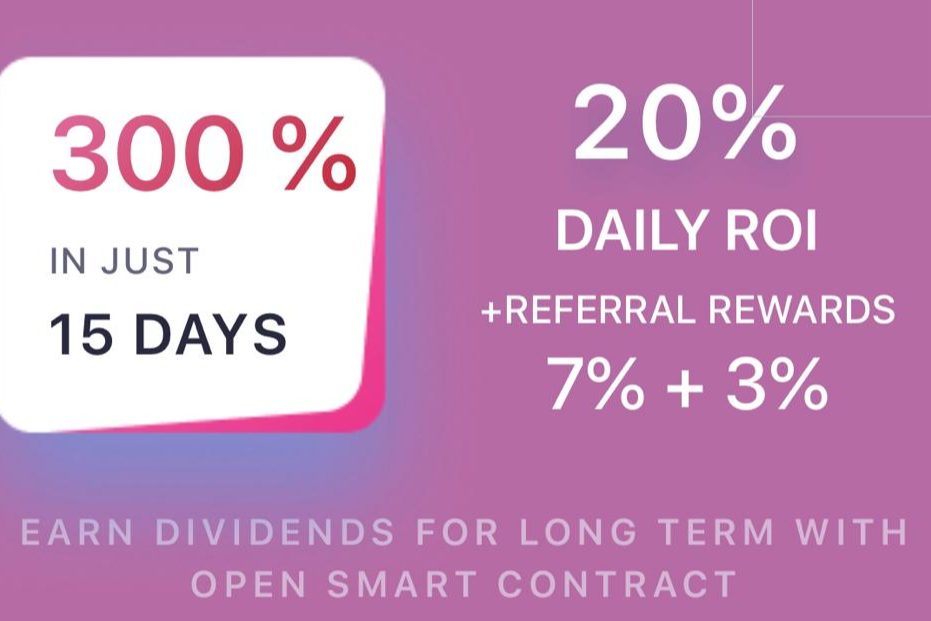 300 %
IN JUST
15 DAYS
20%
DAILY ROI
+REFERRAL REWARDS
7% + 3%
EARN DIVIDENDS FOR LONG TERM WITH
OPEN SMART CONTRACT